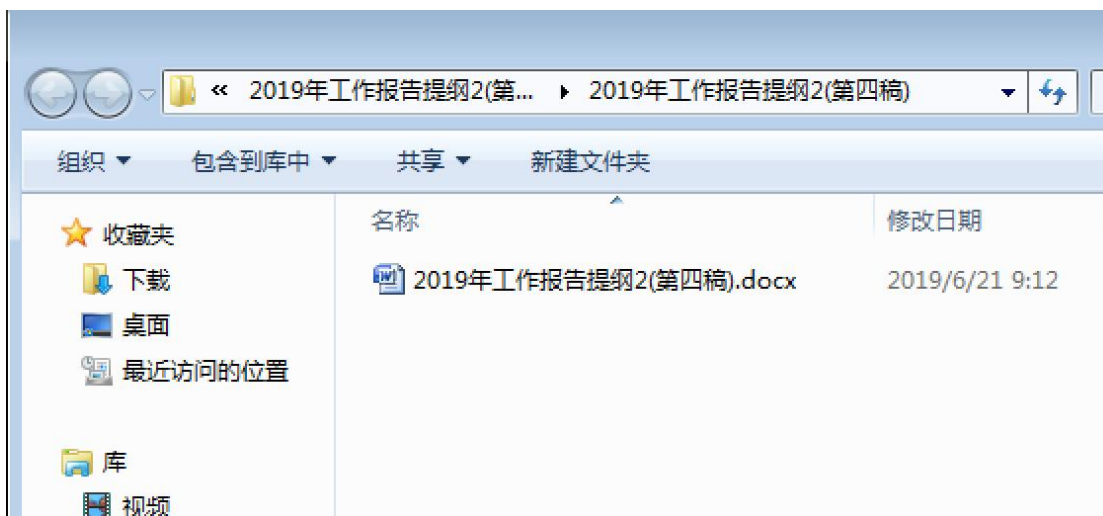 « 2019年工作报告提纲2(第... 2019年工作报告提纲2(第四稿)
组织 包含到库中 共享 新建文件夹
收藏夹
下载
桌面
最近访问的位置
库
视频
名称 修改日期
2019年工作报告提纲2(第四稿).docx 2019/6/21 9:12